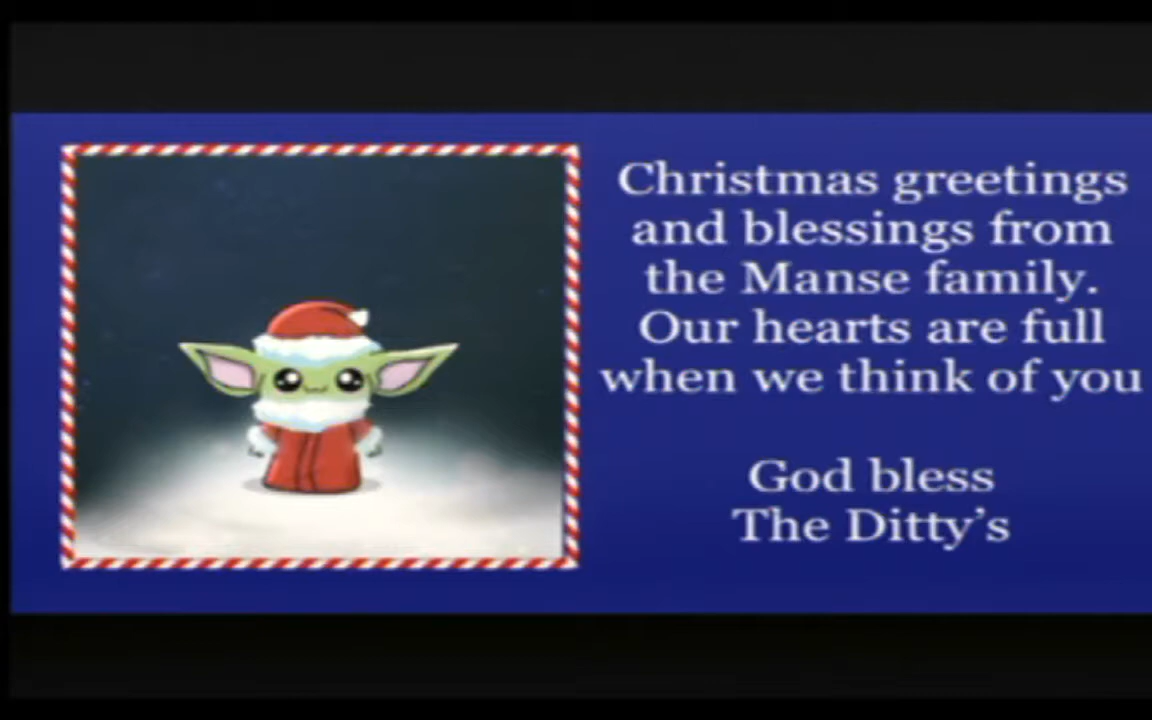 Christmas greetings
and blessings from
the Manse family.
Our hearts are full
when we think of you
God bless
The Ditty's